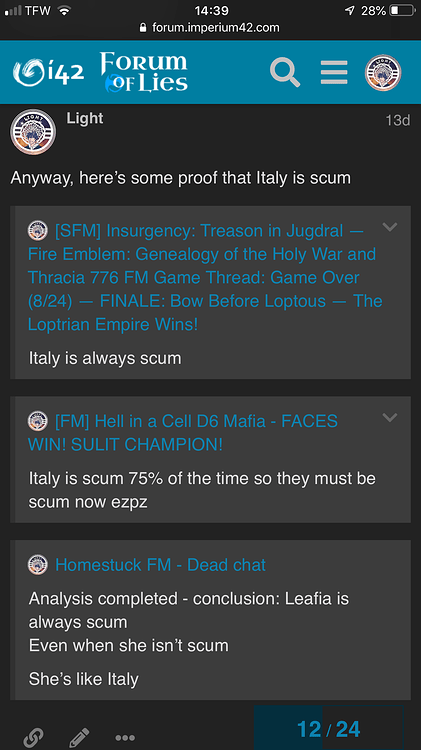 TFW 14:39 28%
forum.imperium42.com
i42 Forum of Lies
Light 13d
Anyway, here’s some proof that Italy is scum
[SFM] Insurgency: Treason in Jugdral —
Fire Emblem: Genealogy of the Holy War and
Thracia 776 FM Game Thread: Game Over
(8/24) — FINALE: Bow Before Loptous — The
Loptrian Empire Wins!
Italy is always scum
[FM] Hell in a Cell D6 Mafia - FACES
WIN! SULIT CHAMPION!
Italy is scum 75% of the time so they must be
scum now ezpz
Homestuck FM - Dead chat
Analysis completed - conclusion: Leafia is
always scum
Even when she isn’t scum
She’s like Italy
12 / 24